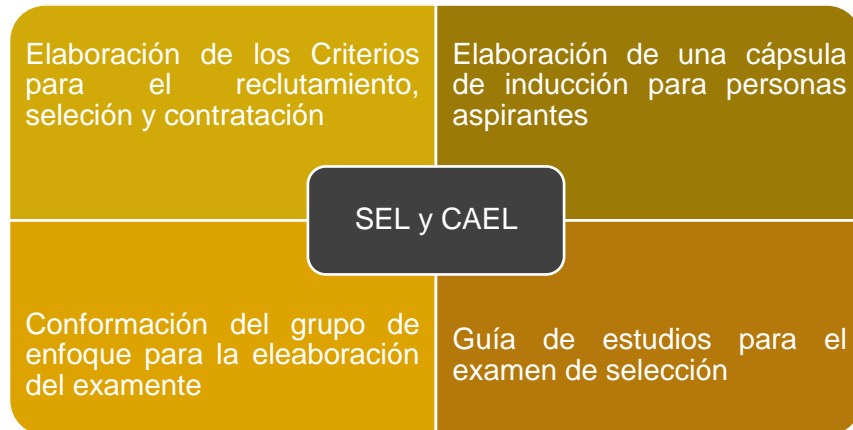 Elaboración de los Criterios
para el reclutamiento,
seleción y contratación
Elaboración de una cápsula
de inducción para personas
aspirantes
SEL y CAEL
Conformación del grupo de
enfoque para la eleaboración
del examente
Guía de estudios para el
examen de selección